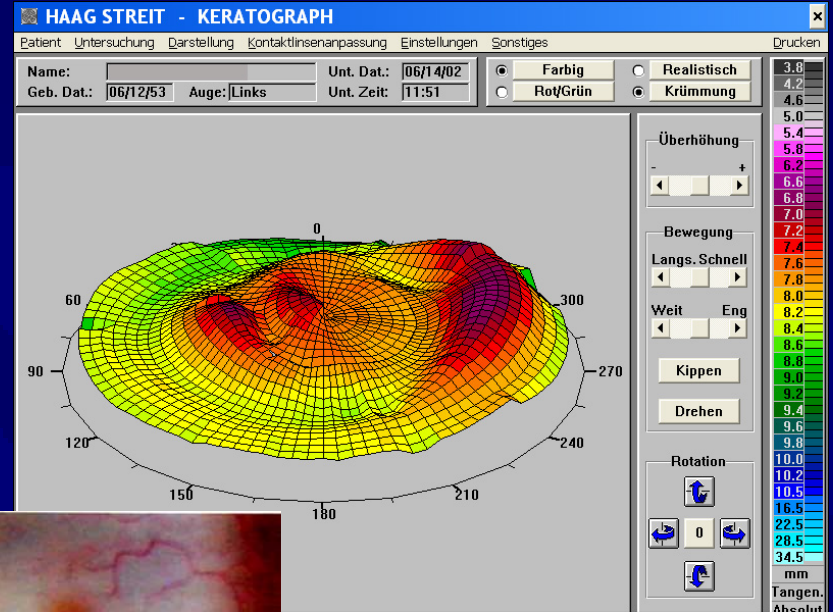 HAAG STREIT - KERATOGRAPH
Patient Untersuchung Darstellung Kontaktlinsenanpassung Einstellungen Sonstiges Drucken
Name: Unt. Dat.: 06/14/02
Geb. Dat.: 06/12/53 Auge: Links Unt. Zeit: 11:51
Farbig Realistisch
Rot/Grün Krümmung
Überhöhung
- +
Bewegung
Langs. Schnell
Weit Eng
Kippen
Drehen
Rotation
0
0
60
300
90
270
120
240
150
210
180
3.8
4.2
4.6
5.0
5.4
5.8
6.2
6.6
6.8
7.0
7.2
7.4
7.6
7.8
8.0
8.2
8.4
8.6
8.8
9.0
9.2
9.4
9.6
9.8
10.0
10.2
10.5
16.5
22.5
28.5
34.5
mm
Tangen.
Absolut